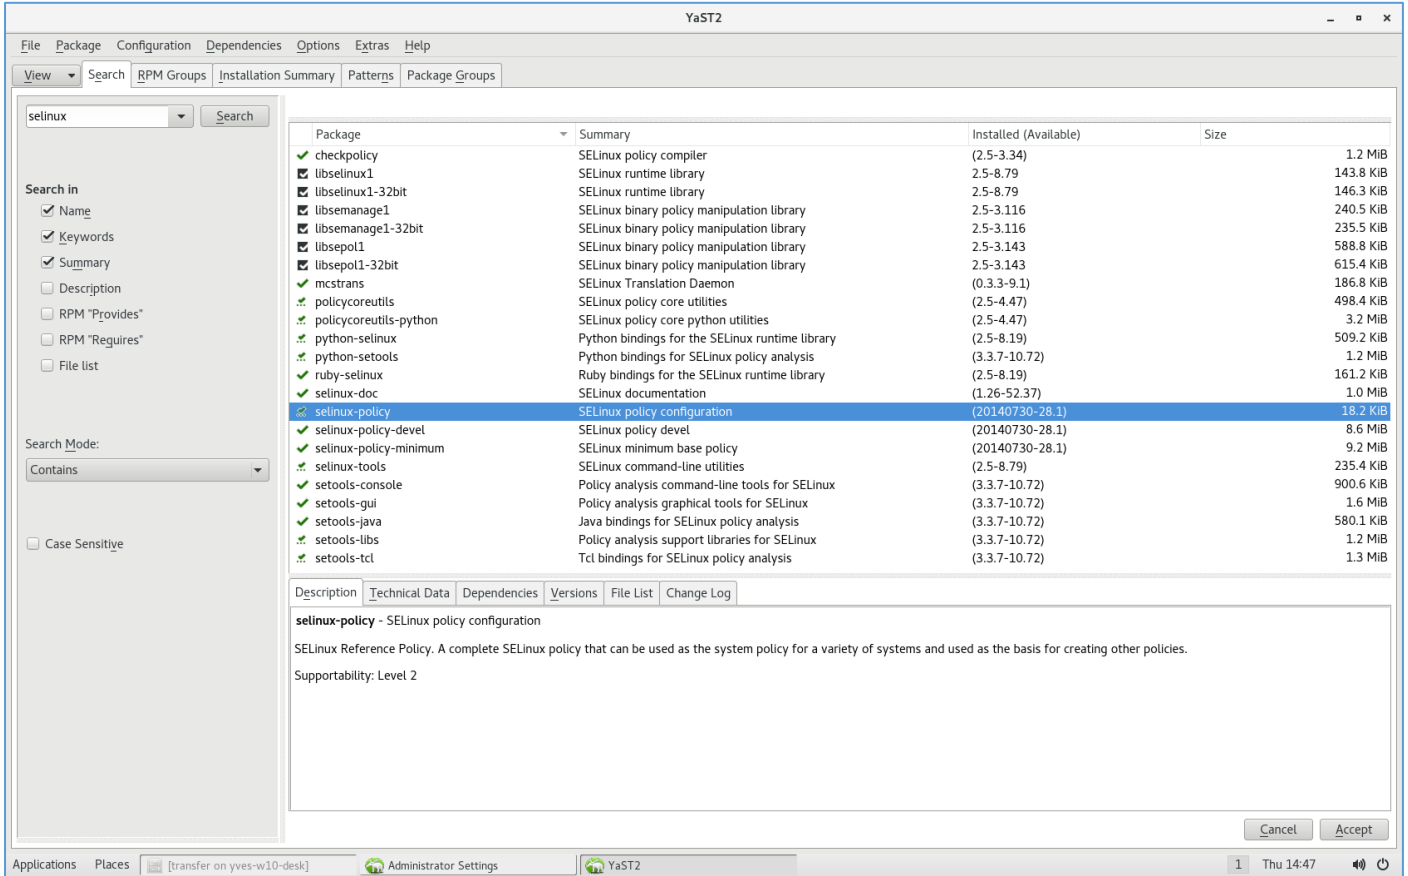 YaST2
File Package Configuration Dependencies Options Extras Help
View Search RPM Groups Installation Summary Patterns Package Groups
selinux Search
Search in
Name
Keywords
Summary
Description
RPM "Provides"
RPM "Requires"
File list
Search Mode:
Contains
Case Sensitive
Package Summary Installed (Available) Size
checkpolicy SELinux policy compiler (2.5-3.34) 1.2 MiB
libselinux1 SELinux runtime library 2.5-8.79 143.8 KiB
libselinux1-32bit SELinux runtime library 2.5-8.79 146.3 KiB
libsemanage1 SELinux binary policy manipulation library 2.5-3.116 240.5 KiB
libsemanage1-32bit SELinux binary policy manipulation library 2.5-3.116 235.5 KiB
libsepol1 SELinux binary policy manipulation library 2.5-3.143 588.8 KiB
libsepol1-32bit SELinux binary policy manipulation library 2.5-3.143 615.4 KiB
mcstrans SELinux Translation Daemon (0.3.3-9.1) 186.8 KiB
policycoreutils SELinux policy core utilities (2.5-4.47) 498.4 KiB
policycoreutils-python SELinux policy core python utilities (2.5-4.47) 3.2 MiB
python-selinux Python bindings for the SELinux runtime library (2.5-8.19) 509.2 KiB
python-setools Python bindings for SELinux policy analysis (3.3.7-10.72) 1.2 MiB
ruby-selinux Ruby bindings for the SELinux runtime library (2.5-8.19) 161.2 KiB
selinux-doc SELinux documentation (1.26-52.37) 1.0 MiB
selinux-policy SELinux policy configuration (20140730-28.1) 18.2 KiB
selinux-policy-devel SELinux policy devel (20140730-28.1) 8.6 MiB
selinux-policy-minimum SELinux minimum base policy (20140730-28.1) 9.2 MiB
selinux-tools SELinux command-line utilities (2.5-8.79) 235.4 KiB
setools-console Policy analysis command-line tools for SELinux (3.3.7-10.72) 900.6 KiB
setools-gui Policy analysis graphical tools for SELinux (3.3.7-10.72) 1.6 MiB
setools-java Java bindings for SELinux policy analysis (3.3.7-10.72) 580.1 KiB
setools-libs Policy analysis support libraries for SELinux (3.3.7-10.72) 1.2 MiB
setools-tcl Tcl bindings for SELinux policy analysis (3.3.7-10.72) 1.3 MiB
Description Technical Data Dependencies Versions File List Change Log
selinux-policy - SELinux policy configuration
SELinux Reference Policy. A complete SELinux policy that can be used as the system policy for a variety of systems and used as the basis for creating other policies.
Supportability: Level 2
Cancel Accept
Applications Places [transfer on yves-w10-desk] Administrator Settings YaST2 1 Thu 14:47